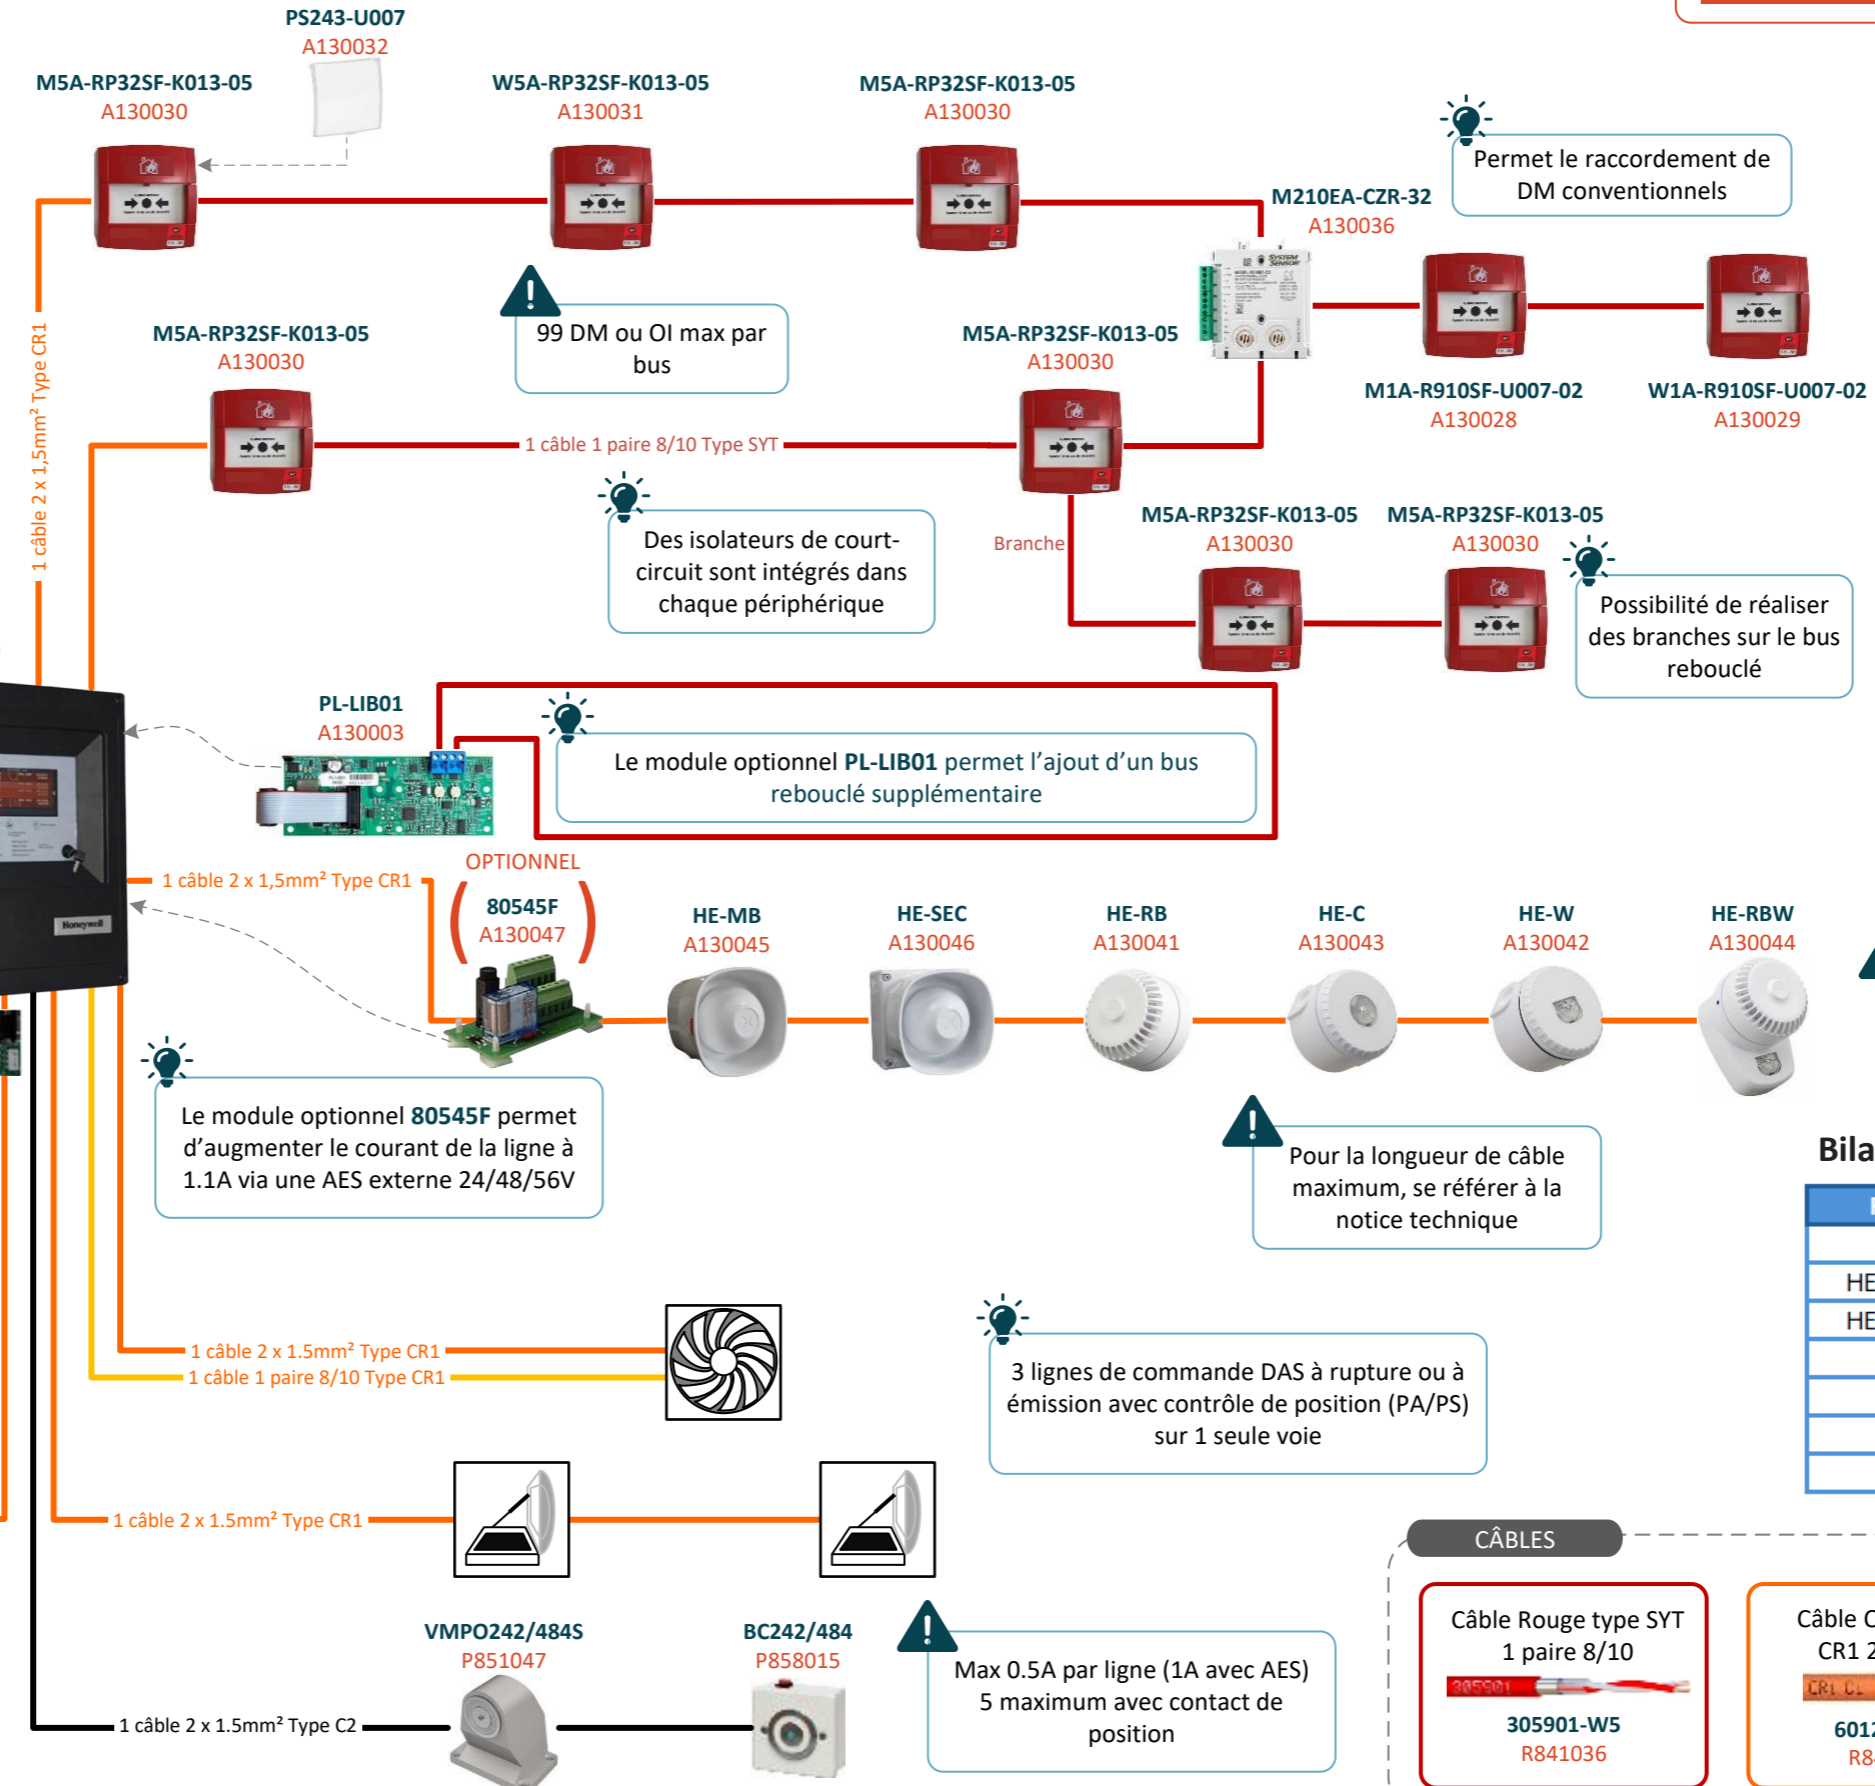 PS243-U007
A130032
M5A-RP32SF-K013-05
A130030
W5A-RP32SF-K013-05
A130031
M5A-RP32SF-K013-05
A130030
Permet le raccordement de
DM conventionnels
M210EA-CZR-32
A130036
SYSTEM
SENSOR
1 câble 2 x 1,5mm² Type CR1
99 DM ou OI max par
bus
M5A-RP32SF-K013-05
A130030
M5A-RP32SF-K013-05
A130030
M1A-R910SF-U007-02
A130028
W1A-R910SF-U007-02
A130029
1 câble 1 paire 8/10 Type SYT
Des isolateurs de court-
circuit sont intégrés dans
chaque périphérique
Branche
M5A-RP32SF-K013-05
A130030
M5A-RP32SF-K013-05
A130030
Possibilité de réaliser
des branches sur le bus
rebouclé
PL-LIB01
A130003
Le module optionnel PL-LIB01 permet l'ajout d'un bus
rebouclé supplémentaire
Honeywell
1 câble 2 x 1,5mm² Type CR1
OPTIONNEL
80545F
A130047
HE-MB
A130045
HE-SEC
A130046
HE-RB
A130041
HE-C
A130043
HE-W
A130042
HE-RBW
A130044
Le module optionnel 80545F permet
d'augmenter le courant de la ligne à
1.1A via une AES externe 24/48/56V
Pour la longueur de câble
maximum, se référer à la
notice technique
Bila
HE
HE
1 câble 2 x 1.5mm² Type CR1
1 câble 1 paire 8/10 Type CR1
3 lignes de commande DAS à rupture ou à
émission avec contrôle de position (PA/PS)
sur 1 seule voie
1 câble 2 x 1.5mm² Type CR1
VMPO242/484S
P851047
BC242/484
P858015
1 câble 2 x 1.5mm² Type C2
Max 0.5A par ligne (1A avec AES)
5 maximum avec contact de
position
CÂBLES
Câble Rouge type SYT
1 paire 8/10
305901
305901-W5
R841036
Câble C
CR1 2
CR1 C1
601
R8